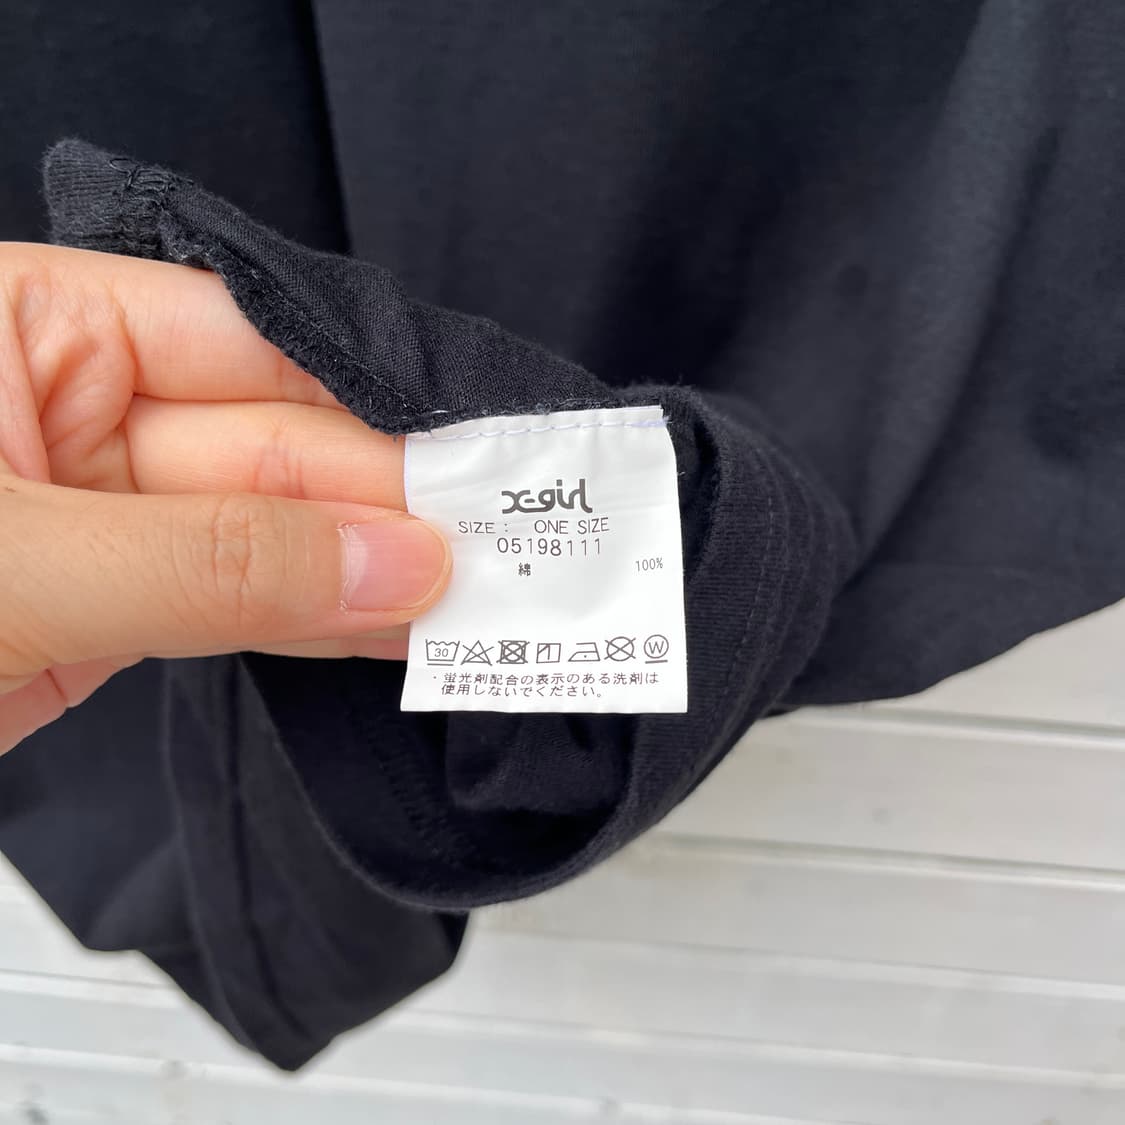 X-girl
SIZE : ONE SIZE
05198111
綿 100%
30 W
・蛍光剤配合の表示のある洗剤は
使用しないでください。